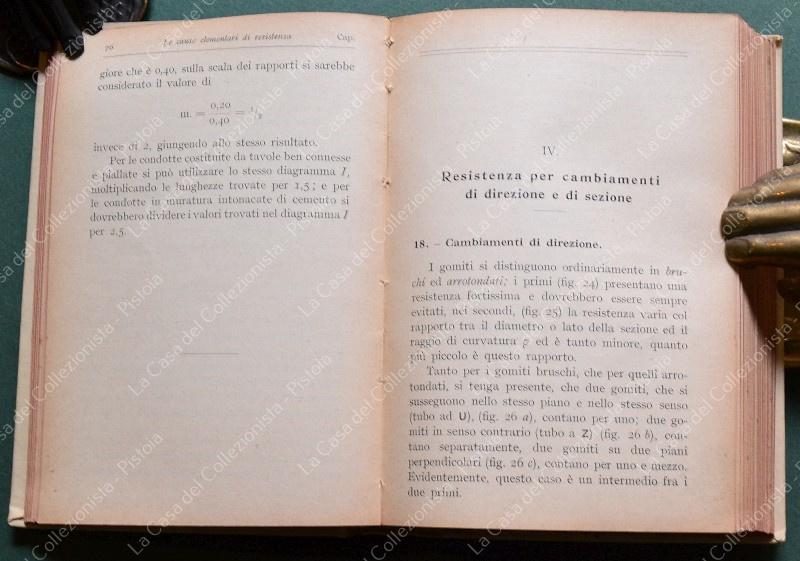 76 Le cause elementari di resistenza Cap.
giore che è 0,40, sulla scala dei rapporti si sarebbe
considerato il valore di
m. = 0,20 / 0,40 = 1/2
invece di 2, giungendo allo stesso risultato.
Per le condotte costituite da tavole ben connesse
e piallate si può utilizzare lo stesso diagramma I,
moltiplicando le lunghezze trovate per 1,5; e per
le condotte in muratura intonacate di cemento si
dovrebbero dividere i valori trovati nel diagramma I
per 2,5.
IV.
Resistenza per cambiamenti
di direzione e di sezione
18. – Cambiamenti di direzione.
I gomiti si distinguono ordinariamente in bru-
chi ed arrotondati; i primi (fig. 24) presentano una
resistenza fortissima e dovrebbero essere sempre
evitati, nei secondi, (fig. 25) la resistenza varia col
rapporto tra il diametro o lato della sezione ed il
raggio di curvatura ρ ed è tanto minore, quanto
più piccolo è questo rapporto.
Tanto per i gomiti bruschi, che per quelli arro-
tondati, si tenga presente, che due gomiti, che si
susseguono nello stesso piano e nello stesso senso
(tubo ad U), (fig. 26 a), contano per uno; due go-
miti in senso contrario (tubo a Z) (fig. 26 b), con-
tano separatamente, due gomiti su due piani
perpendicolari (fig. 26 c), contano per uno e mezzo.
Evidentemente, questo caso è un intermedio fra i
due primi.
La Casa del Collezionista - Pistoia